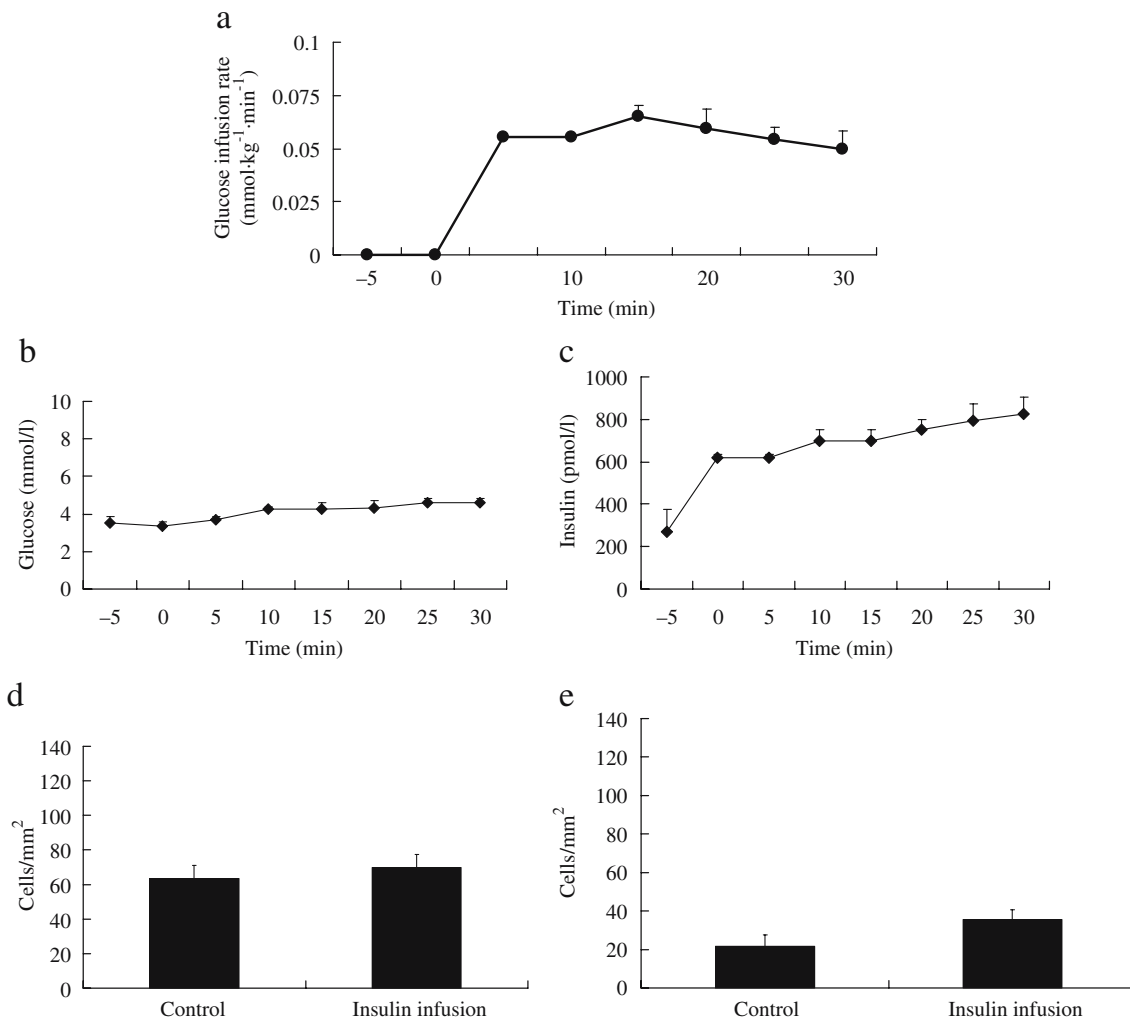 a
Glucose infusion rate
(mmol·kg⁻¹·min⁻¹)
0.1
0.075
0.05
0.025
0
–5 0 10 20 30
Time (min)
b
Glucose (mmol/l)
10
8
6
4
2
0
–5 0 5 10 15 20 25 30
Time (min)
c
Insulin (pmol/l)
1000
800
600
400
200
0
–5 0 5 10 15 20 25 30
Time (min)
d
Cells/mm²
140
120
100
80
60
40
20
0
Control Insulin infusion
e
Cells/mm²
140
120
100
80
60
40
20
0
Control Insulin infusion